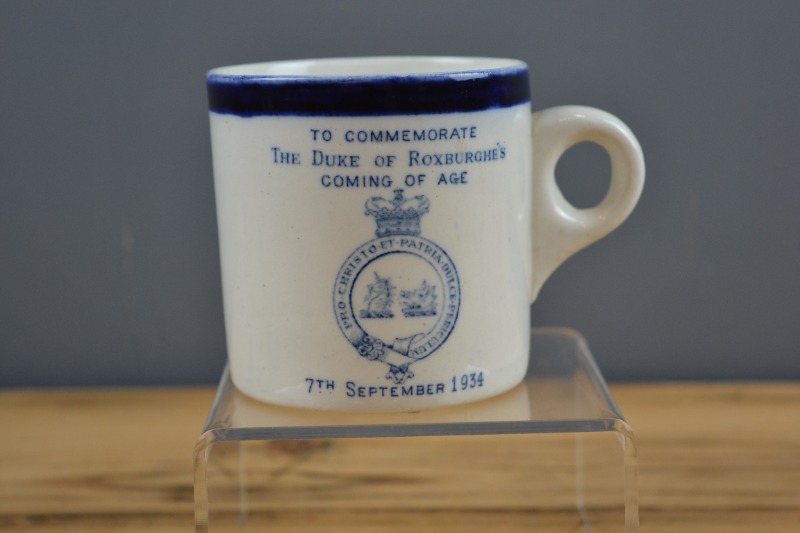 TO COMMEMORATE
THE DUKE OF ROXBURGHE'S
COMING OF AGE
PRO·CHRISTO·ET·PATRIA·DULCE·PERICULUM
7TH SEPTEMBER 1934